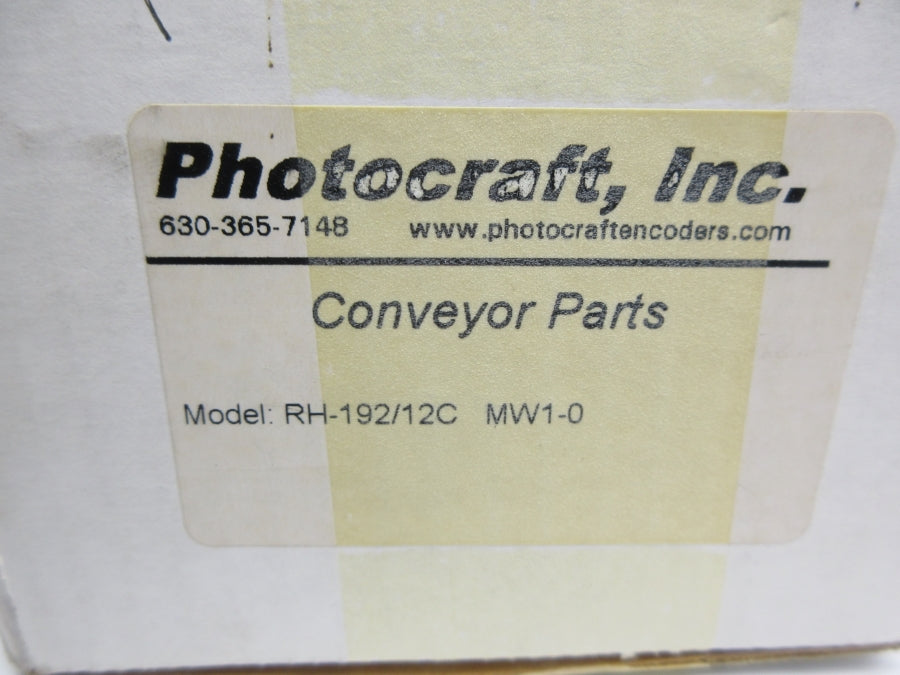 Photocraft, Inc.
630-365-7148 www.photocraftencoders.com
Conveyor Parts
Model: RH-192/12C MW1-0